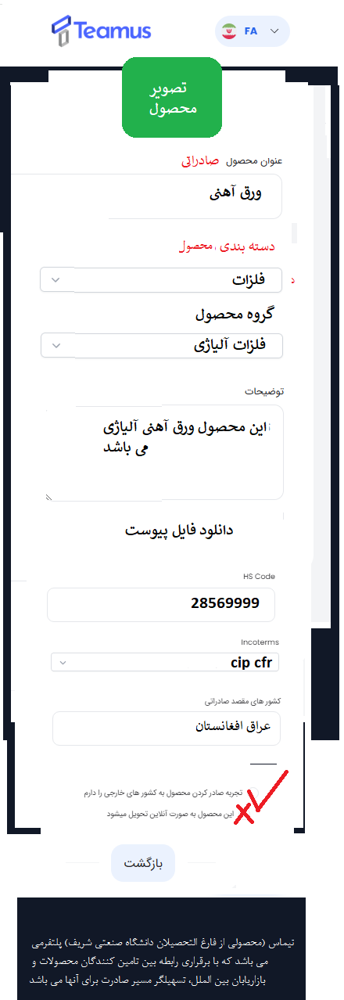 Teamus
FA
تصویر
محصول
عنوان محصول صادراتی
ورق آهنی
دسته بندی محصول
فلزات
گروه محصول
فلزات آلیاژی
توضیحات
این محصول ورق آهنی آلیاژی
می باشد
دانلود فایل پیوست
HS Code
28569999
Incoterms
cip cfr
کشور های مقصد صادراتی
عراق افغانستان
تجربه صادر کردن محصول به کشور های خارجی را دارم
این محصول به صورت آنلاین تحویل میشود
بازگشت
تیماس (محصولی از فارغ التحصیلان دانشگاه صنعتی شریف) پلتفرمی
می باشد که با برقراری رابطه بین تامین کنندگان محصولات و
بازاریابان بین الملل، تسهیلگر مسیر صادرت برای آنها می باشد